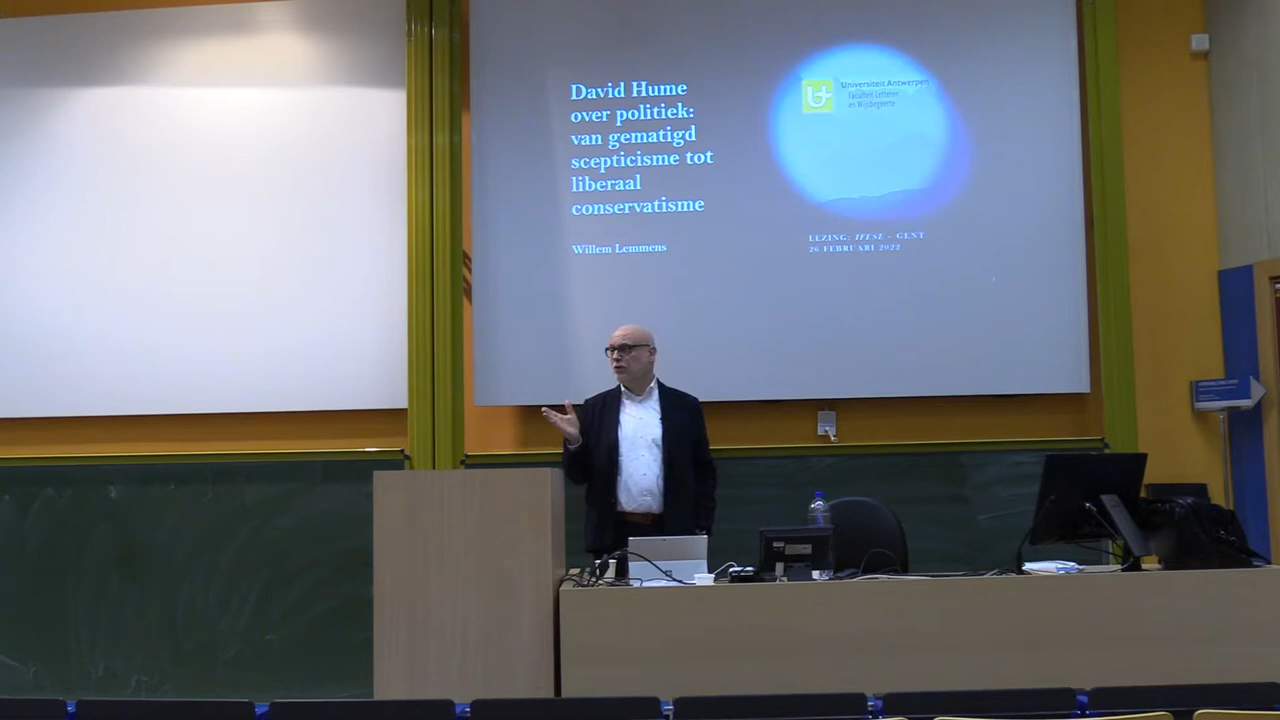 David Hume
over politiek:
van gematigd
scepticisme tot
liberaal
conservatisme
Willem Lemmens
Universiteit Antwerpen
Faculteit Letteren
en Wijsbegeerte
LEZING: IFESE - GENT
26 FEBRUARI 2022